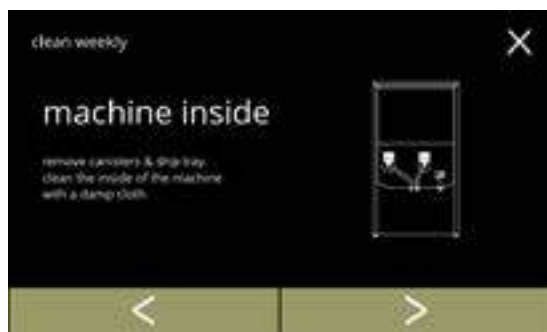 clean weekly
machine inside
remove canisters & drip tray.
clean the inside of the machine
with a damp cloth.